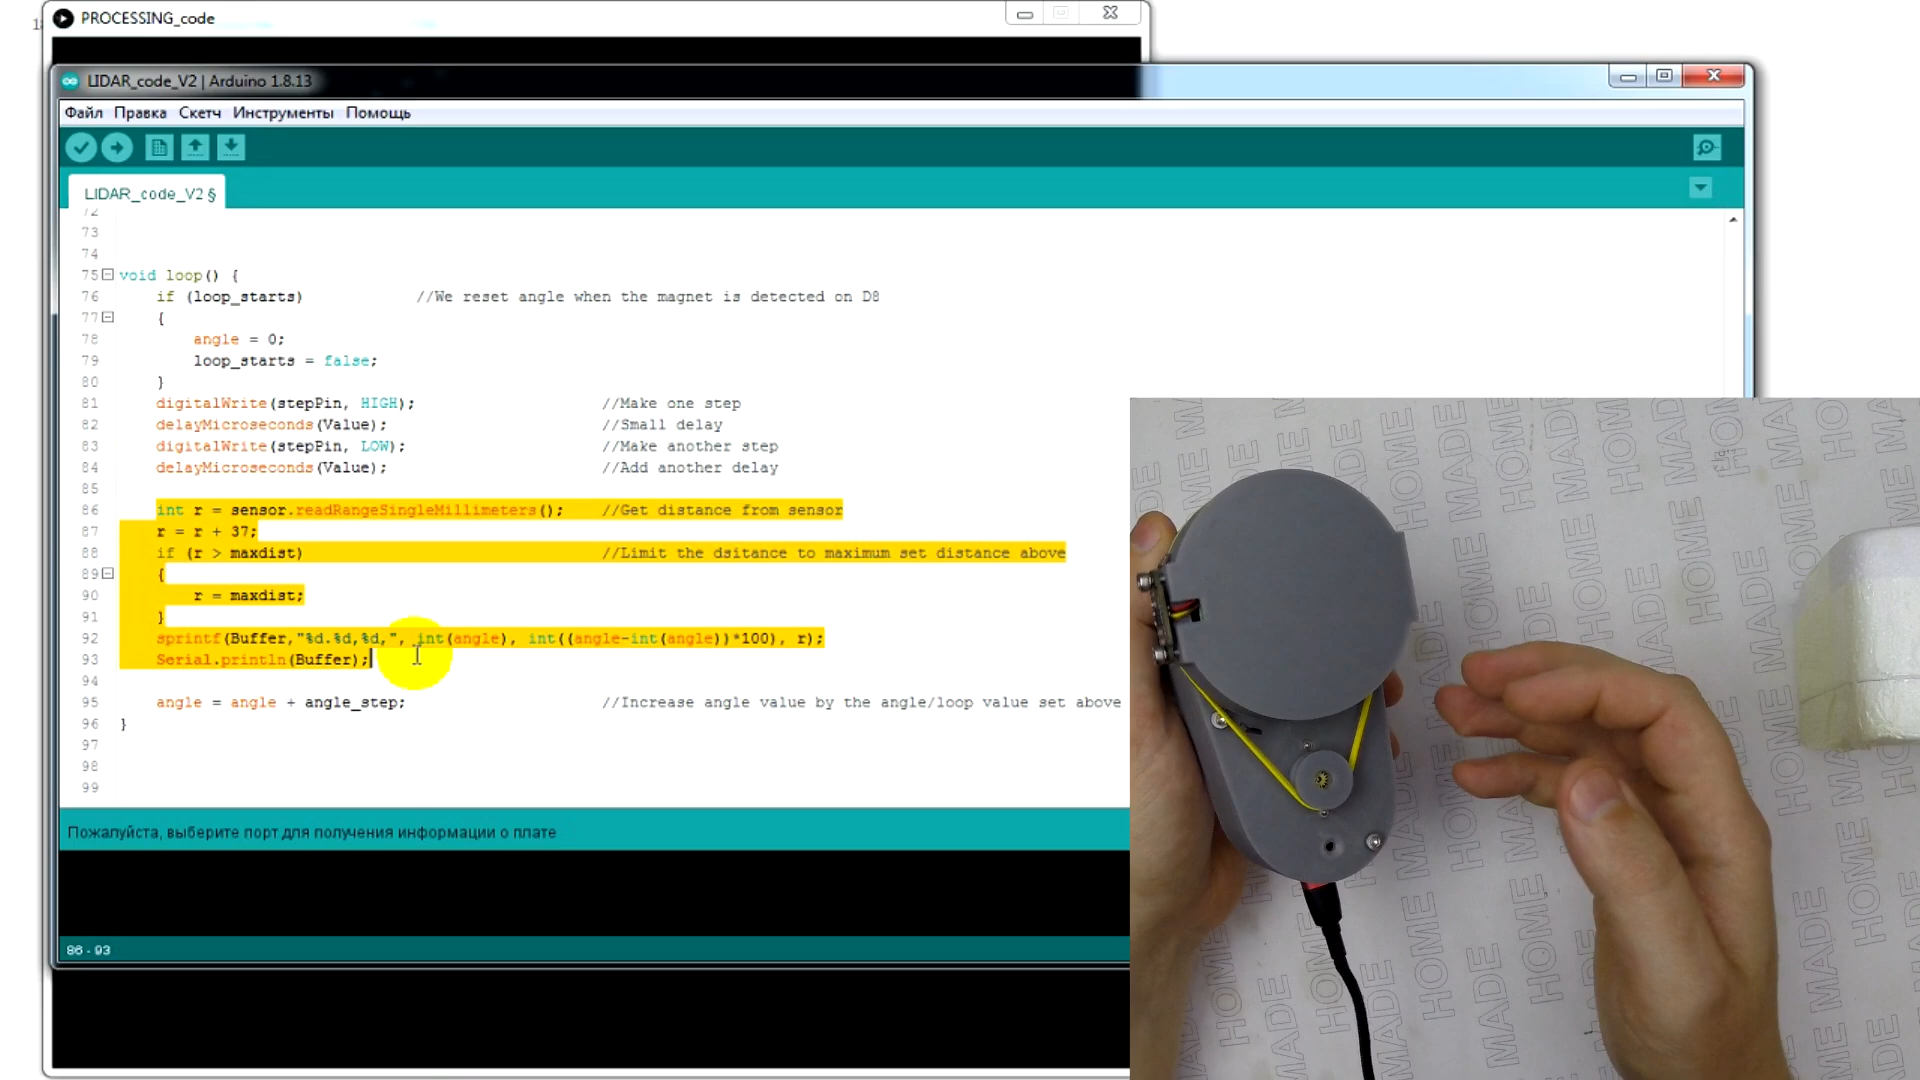 PROCESSING_code
LIDAR_code_V2 | Arduino 1.8.13
Файл Правка Скетч Инструменты Помощь
LIDAR_code_V2 §
72
73
74
75 void loop() {
76 if (loop_starts) //We reset angle when the magnet is detected on D8
77 {
78 angle = 0;
79 loop_starts = false;
80 }
81 digitalWrite(stepPin, HIGH); //Make one step
82 delayMicroseconds(Value); //Small delay
83 digitalWrite(stepPin, LOW); //Make another step
84 delayMicroseconds(Value); //Add another delay
85
86 int r = sensor.readRangeSingleMillimeters(); //Get distance from sensor
87 r = r + 37;
88 if (r > maxdist) //Limit the dsitance to maximum set distance above
89 {
90 r = maxdist;
91 }
92 sprintf(Buffer,"%d.%d,%d,", int(angle), int((angle-int(angle))*100), r);
93 Serial.println(Buffer);
94
95 angle = angle + angle_step; //Increase angle value by the angle/loop value set above
96 }
97
98
99
Пожалуйста, выберите порт для получения информации о плате
86 - 93
HOME MADE